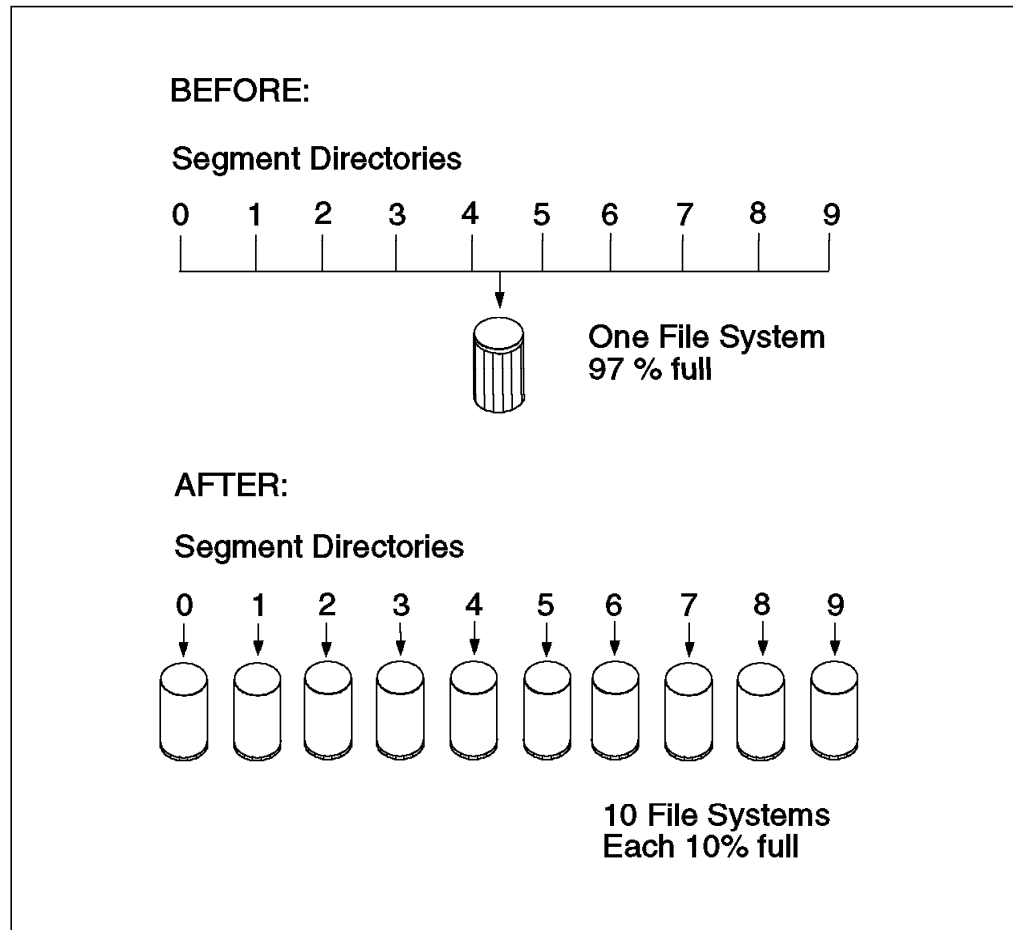 BEFORE:
Segment Directories
0 1 2 3 4 5 6 7 8 9
One File System
97 % full
AFTER:
Segment Directories
0 1 2 3 4 5 6 7 8 9
10 File Systems
Each 10% full